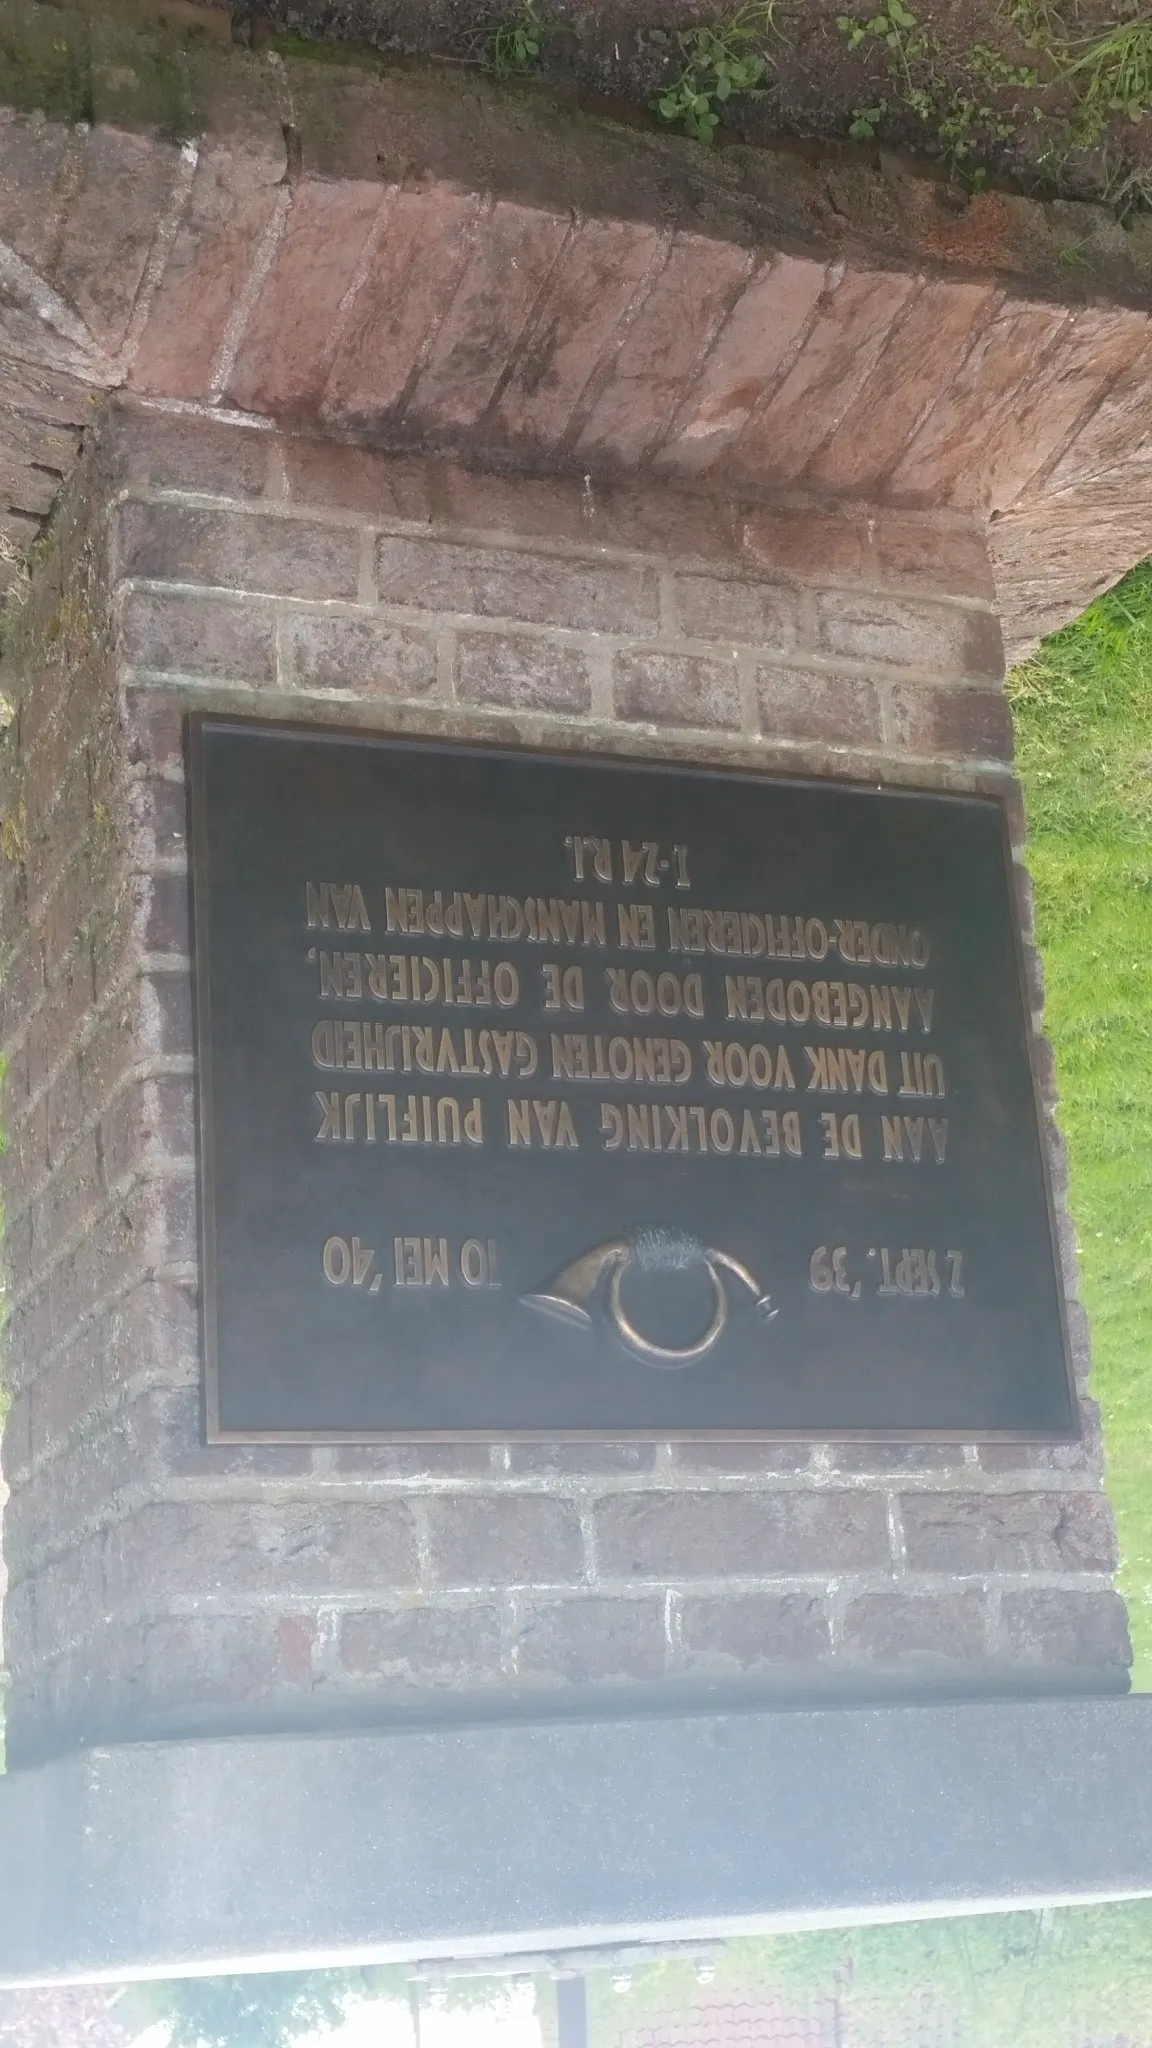 2 SEPT. '39 10 MEI '40
AAN DE BEVOLKING VAN PUIFLIJK
UIT DANK VOOR GENOTEN GASTVRIJHEID
AANGEBODEN DOOR DE OFFICIEREN,
ONDER-OFFICIEREN EN MANSCHAPPEN VAN
I-24 R.I.